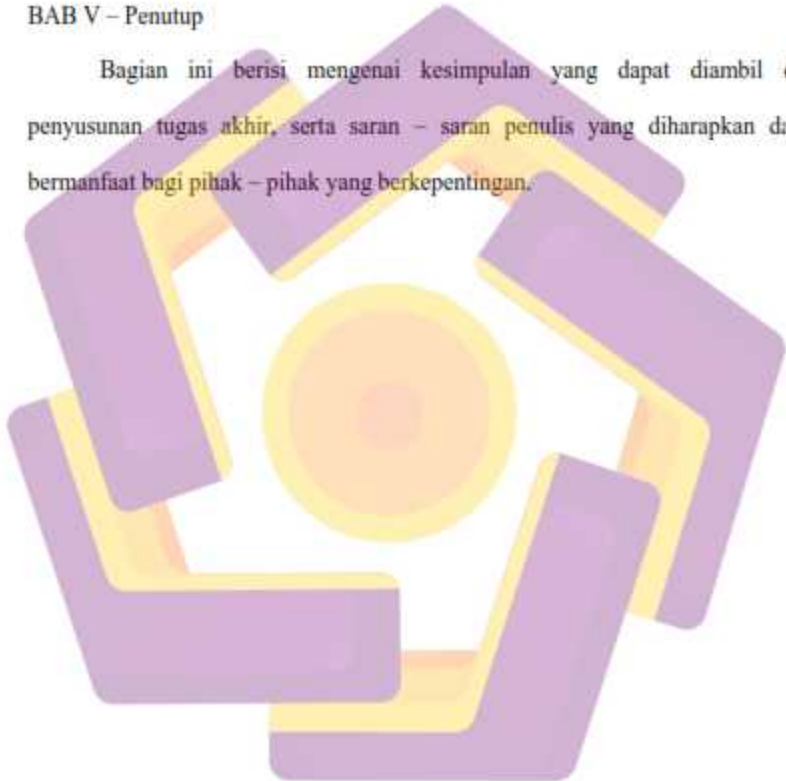 BAB V – Penutup
Bagian ini berisi mengenai kesimpulan yang dapat diambil
penyusunan tugas akhir, serta saran – saran penulis yang diharapkan
bermanfaat bagi pihak – pihak yang berkepentingan.